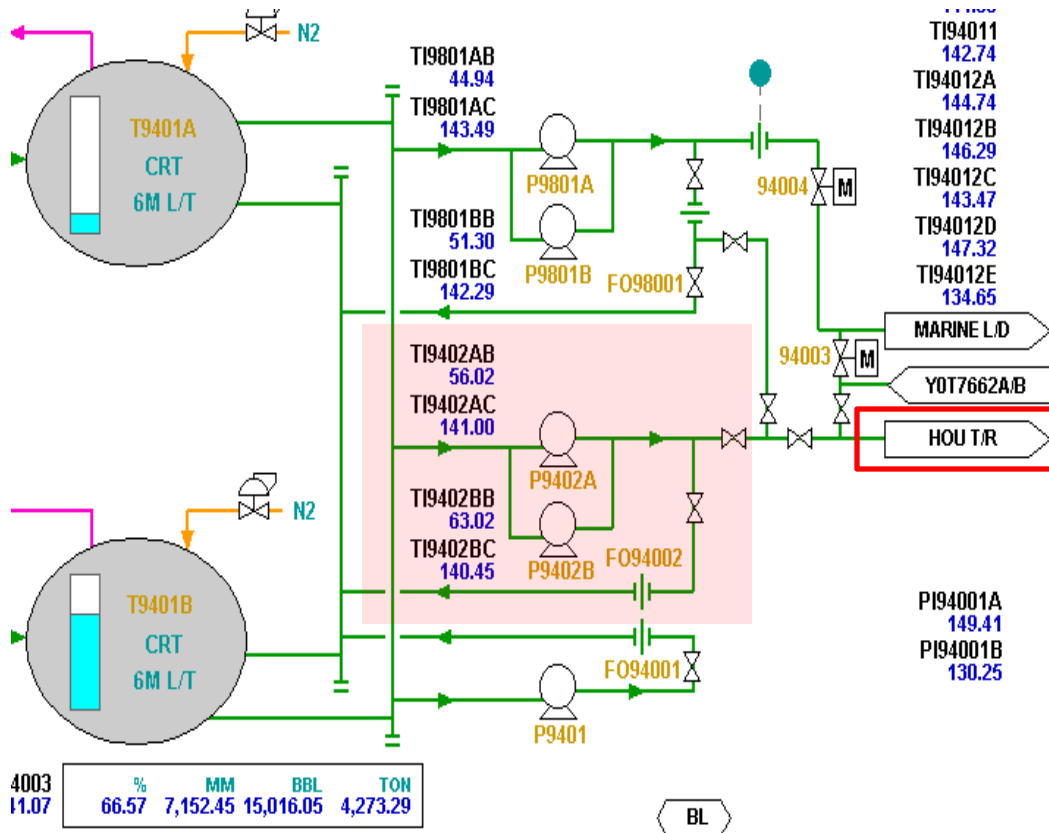 N2
T9401A
CRT
6M L/T
TI9801AB
44.94
TI9801AC
143.49
P9801A
TI9801BB
51.30
TI9801BC
142.29
P9801B
FO98001
94004
M
TI94011
142.74
TI94012A
144.74
TI94012B
146.29
TI94012C
143.47
TI94012D
147.32
TI94012E
134.65
MARINE L/D
94003
M
Y0T7662A/B
HOU T/R
TI9402AB
56.02
TI9402AC
141.00
P9402A
TI9402BB
63.02
TI9402BC
140.45
P9402B
FO94002
N2
T9401B
CRT
6M L/T
FO94001
P9401
PI94001A
149.41
PI94001B
130.25
% MM BBL TON
66.57 7,152.45 15,016.05 4,273.29
BL